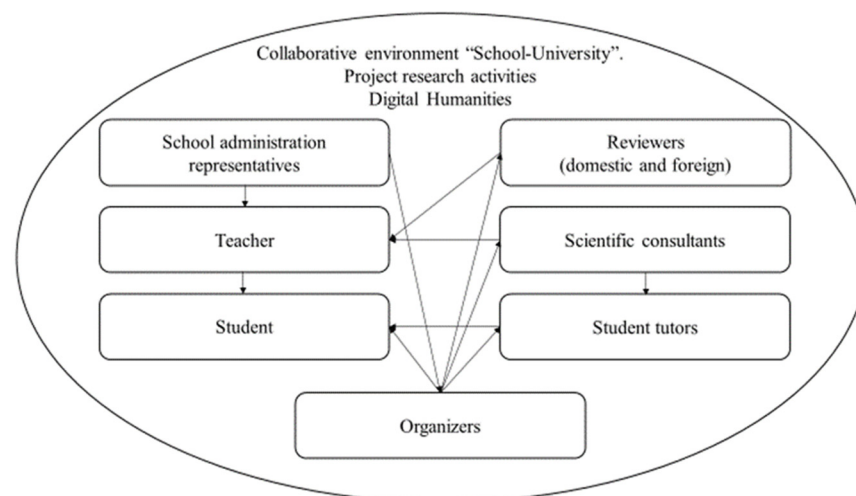 Collaborative environment “School-University”.
Project research activities
Digital Humanities
School administration
representatives
Reviewers
(domestic and foreign)
Teacher
Scientific consultants
Student
Student tutors
Organizers